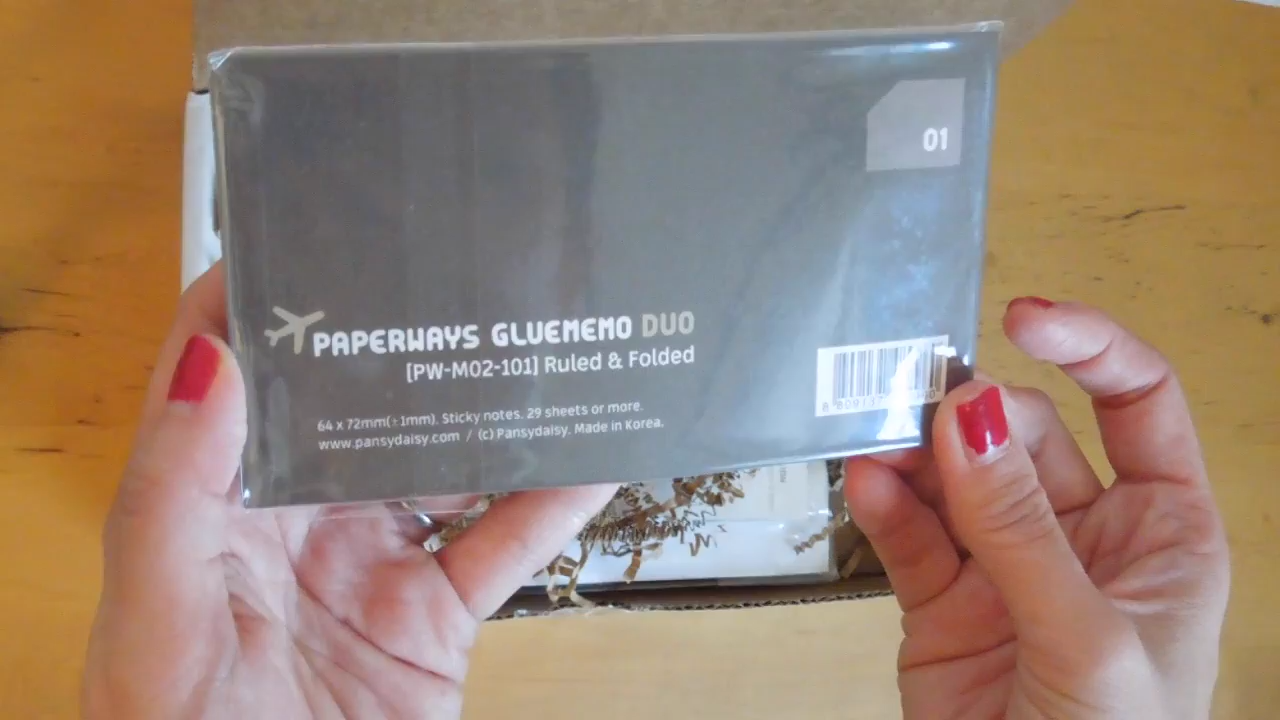 01
PAPERWAYS GLUEMEMO DUO
[PW-M02-101] Ruled & Folded
64 x 72mm(±1mm). Sticky notes. 29 sheets or more.
www.pansydaisy.com / (c) Pansydaisy. Made in Korea.